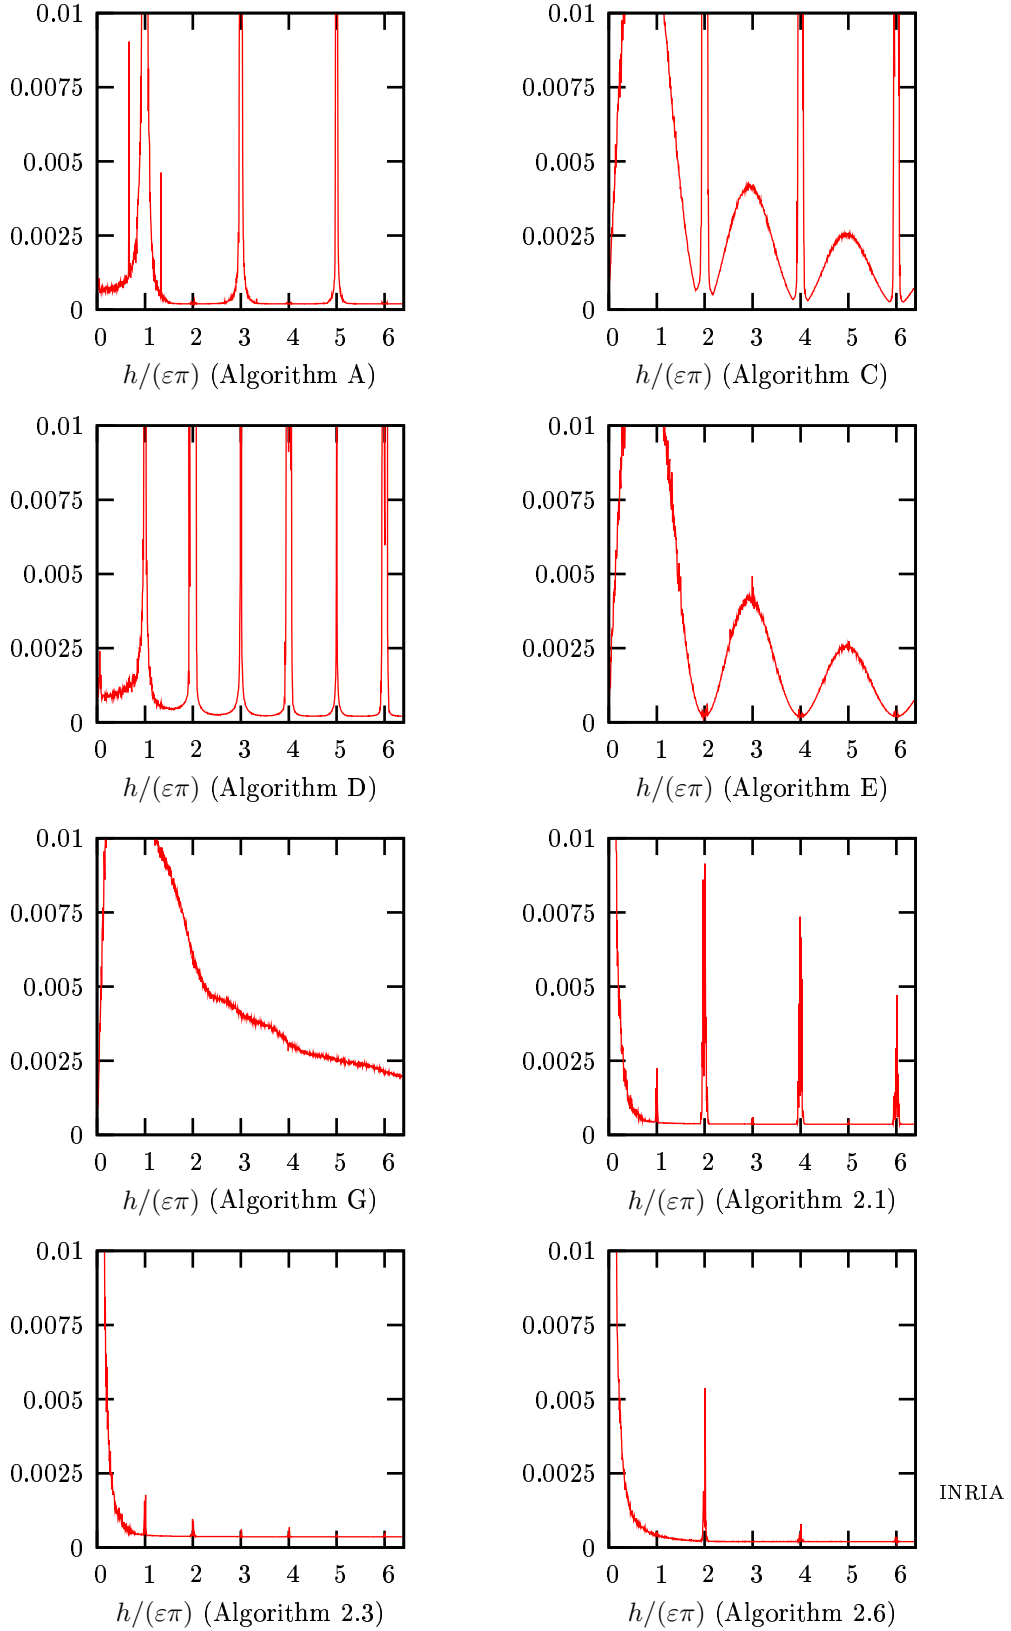 0.01
0.0075
0.005
0.0025
0
0 1 2 3 4 5 6
h/(επ) (Algorithm A)
0.01
0.0075
0.005
0.0025
0
0 1 2 3 4 5 6
h/(επ) (Algorithm C)
0.01
0.0075
0.005
0.0025
0
0 1 2 3 4 5 6
h/(επ) (Algorithm D)
0.01
0.0075
0.005
0.0025
0
0 1 2 3 4 5 6
h/(επ) (Algorithm E)
0.01
0.0075
0.005
0.0025
0
0 1 2 3 4 5 6
h/(επ) (Algorithm G)
0.01
0.0075
0.005
0.0025
0
0 1 2 3 4 5 6
h/(επ) (Algorithm 2.1)
0.01
0.0075
0.005
0.0025
0
0 1 2 3 4 5 6
h/(επ) (Algorithm 2.3)
0.01
0.0075
0.005
0.0025
0
0 1 2 3 4 5 6
h/(επ) (Algorithm 2.6)
INRIA